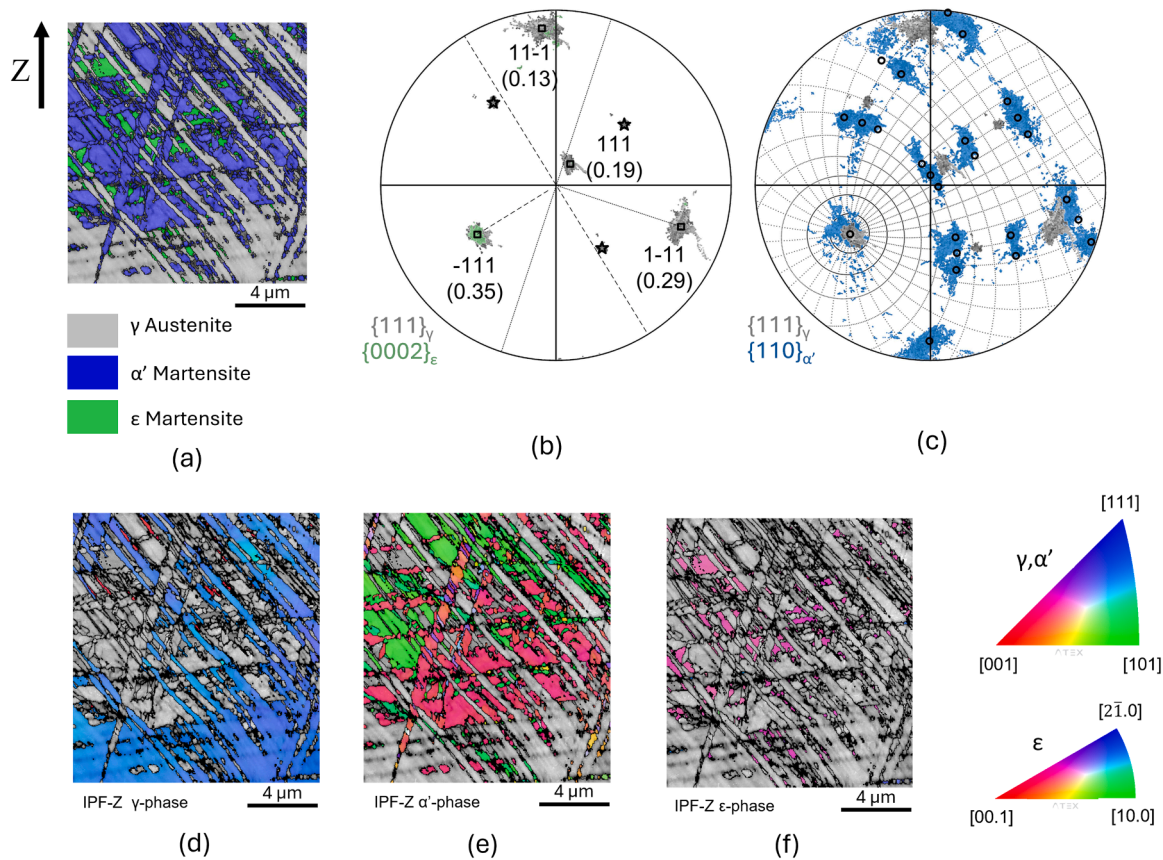 Z
4 µm
γ Austenite
α' Martensite
ε Martensite
(a)
11-1
(0.13)
111
(0.19)
-111
(0.35)
1-11
(0.29)
{111}γ
{0002}ε
(b)
{111}γ
{110}α'
(c)
IPF-Z γ-phase
4 µm
(d)
IPF-Z α'-phase
4 µm
(e)
IPF-Z ε-phase
4 µm
(f)
[111]
γ,α'
[001]
[101]
ATEX
[21̅.0]
ε
ATEX
[00.1]
[10.0]